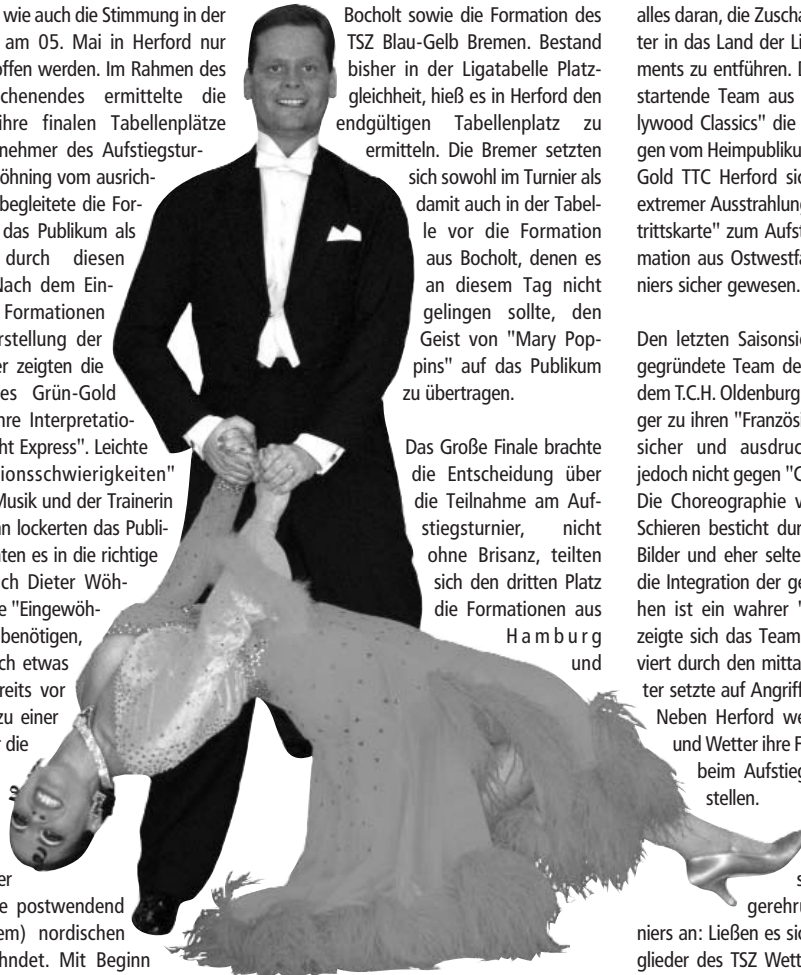 wie auch die Stimmung in der
am 05. Mai in Herford nur
offen werden. Im Rahmen des
chenendes ermittelte die
ihre finalen Tabellenplätze
nehmer des Aufstiegstur-
öhning vom ausrich-
begleitete die For-
das Publikum als
durch diesen
Nach dem Ein-
Formationen
rstellung der
er zeigten die
es Grün-Gold
hre Interpretatio-
ht Express". Leichte
ionsschwierigkeiten"
Musik und der Trainerin
an lockerten das Publi-
ten es in die richtige
ch Dieter Wöh-
e "Eingewöh-
benötigen,
ch etwas
reits vor
zu einer
r die
er
e postwendend
em) nordischen
hndet. Mit Beginn
Bocholt sowie die Formation des
TSZ Blau-Gelb Bremen. Bestand
bisher in der Ligatabelle Platz-
gleichheit, hieß es in Herford den
endgültigen Tabellenplatz zu
ermitteln. Die Bremer setzten
sich sowohl im Turnier als
damit auch in der Tabel-
le vor die Formation
aus Bocholt, denen es
an diesem Tag nicht
gelingen sollte, den
Geist von "Mary Pop-
pins" auf das Publikum
zu übertragen.
Das Große Finale brachte
die Entscheidung über
die Teilnahme am Auf-
stiegsturnier, nicht
ohne Brisanz, teilten
sich den dritten Platz
die Formationen aus
Hamburg
und
alles daran, die Zuscha
ter in das Land der Li
ments zu entführen. D
startende Team aus
lywood Classics" die
gen vom Heimpubliku
Gold TTC Herford sic
extremer Ausstrahlung
trittskarte" zum Aufst
mation aus Ostwestfa
niers sicher gewesen.
Den letzten Saisonsie
gegründete Team de
dem T.C.H. Oldenburg
ger zu ihren "Französi
sicher und ausdruc
jedoch nicht gegen "C
Die Choreographie v
Schieren besticht dur
Bilder und eher selte
die Integration der ge
hen ist ein wahrer "
zeigte sich das Team
viert durch den mitta
ter setzte auf Angriff
Neben Herford we
und Wetter ihre F
beim Aufstieg
stellen.
s
gerehru
niers an: Ließen es sic
glieder des TSZ Wett